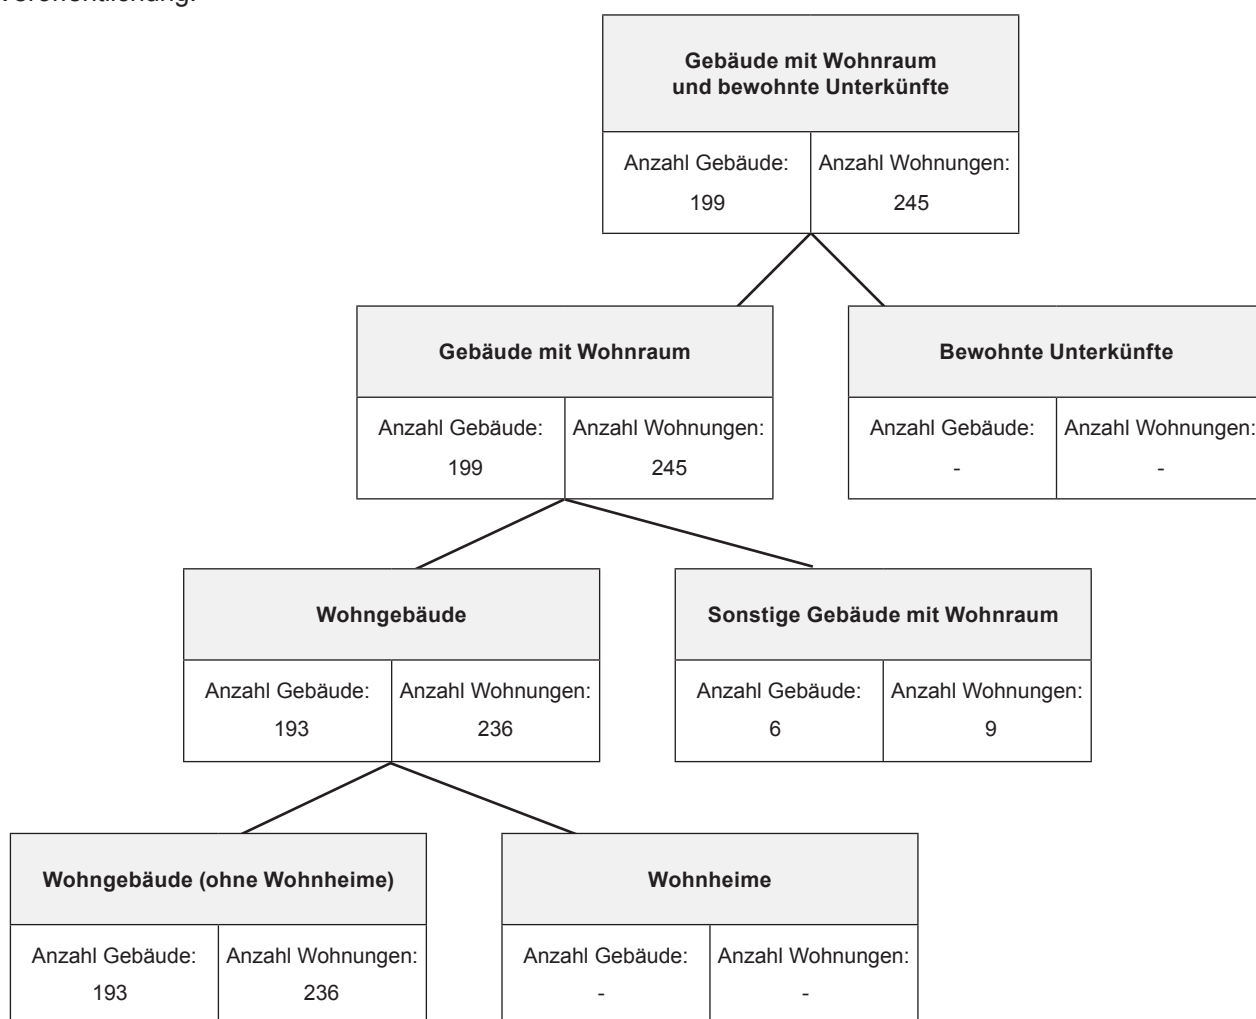 Veröffentlichung.
Gebäude mit Wohnraum
und bewohnte Unterkünfte
Anzahl Gebäude: Anzahl Wohnungen:
199 245
Gebäude mit Wohnraum
Anzahl Gebäude: Anzahl Wohnungen:
199 245
Bewohnte Unterkünfte
Anzahl Gebäude: Anzahl Wohnungen:
- -
Wohngebäude
Anzahl Gebäude: Anzahl Wohnungen:
193 236
Sonstige Gebäude mit Wohnraum
Anzahl Gebäude: Anzahl Wohnungen:
6 9
Wohngebäude (ohne Wohnheime)
Anzahl Gebäude: Anzahl Wohnungen:
193 236
Wohnheime
Anzahl Gebäude: Anzahl Wohnungen:
- -